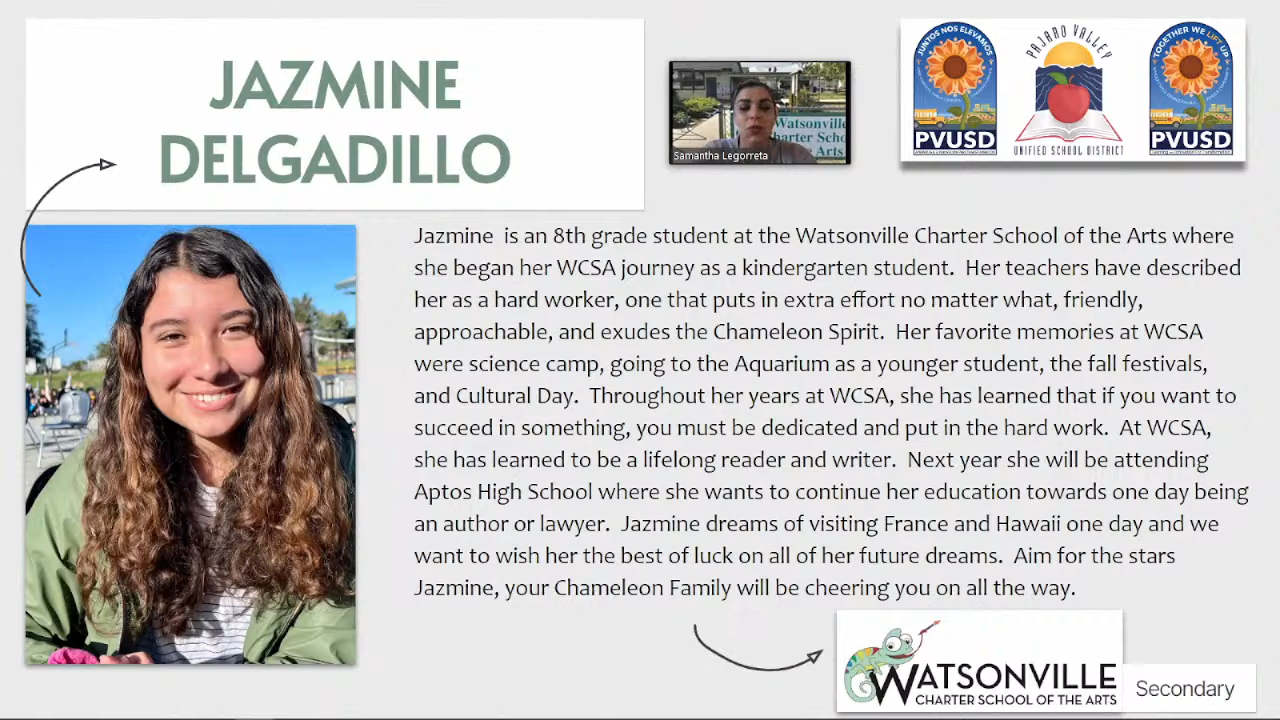 JAZMINE
DELGADILLO
Watsonville
Charter Scho
Arts
Samantha Legorreta
JUNTOS NOS ELEVAMOS
PVUSD
PAJARO VALLEY
UNIFIED SCHOOL DISTRICT
TOGETHER WE LIFT UP
PVUSD
Jazmine is an 8th grade student at the Watsonville Charter School of the Arts where
she began her WCSA journey as a kindergarten student. Her teachers have described
her as a hard worker, one that puts in extra effort no matter what, friendly,
approachable, and exudes the Chameleon Spirit. Her favorite memories at WCSA
were science camp, going to the Aquarium as a younger student, the fall festivals,
and Cultural Day. Throughout her years at WCSA, she has learned that if you want to
succeed in something, you must be dedicated and put in the hard work. At WCSA,
she has learned to be a lifelong reader and writer. Next year she will be attending
Aptos High School where she wants to continue her education towards one day being
an author or lawyer. Jazmine dreams of visiting France and Hawaii one day and we
want to wish her the best of luck on all of her future dreams. Aim for the stars
Jazmine, your Chameleon Family will be cheering you on all the way.
WATSONVILLE
CHARTER SCHOOL OF THE ARTS
Secondary